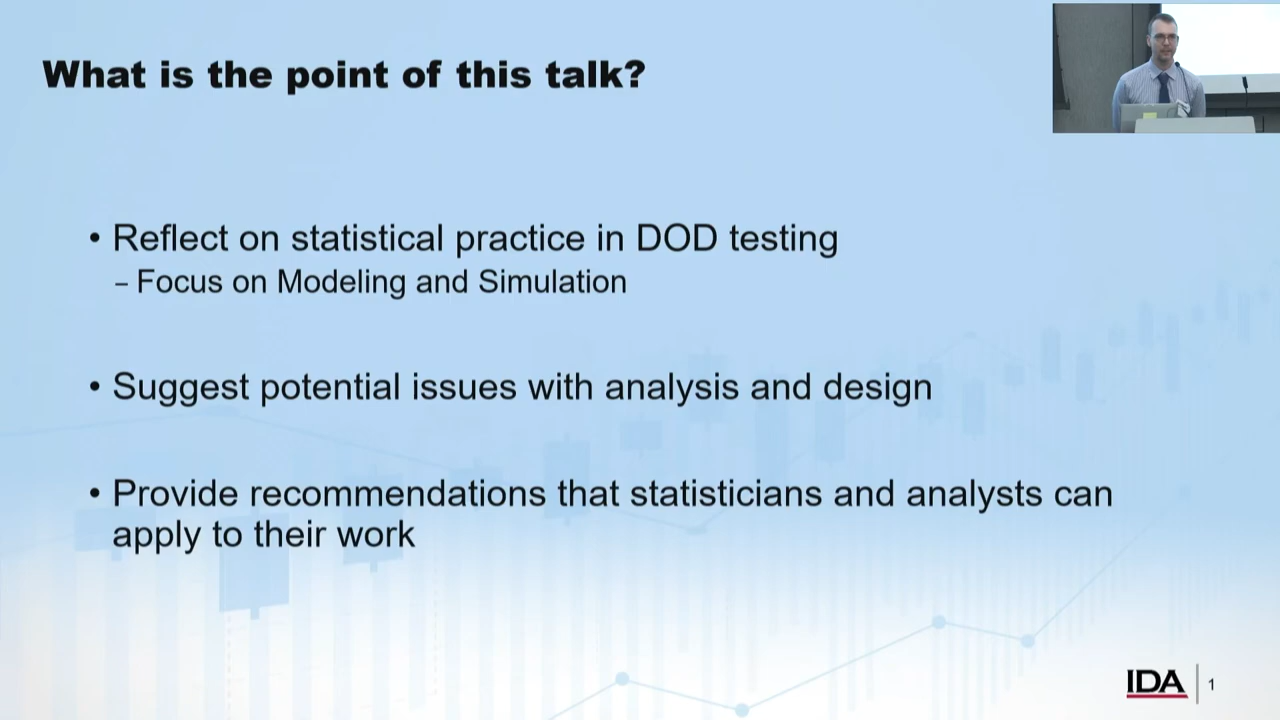 What is the point of this talk?
• Reflect on statistical practice in DOD testing
– Focus on Modeling and Simulation
• Suggest potential issues with analysis and design
• Provide recommendations that statisticians and analysts can
apply to their work
IDA
1